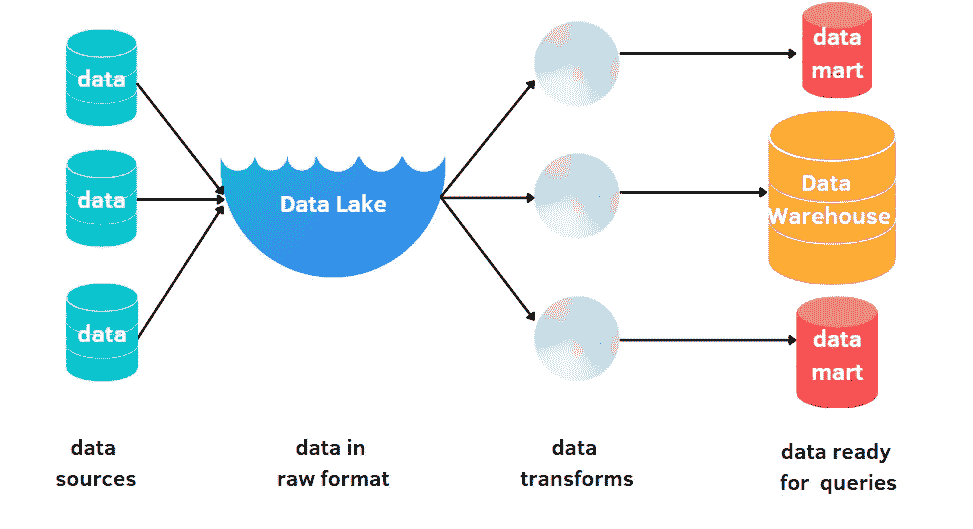 data
data
data
Data Lake
data
mart
Data
Warehouse
data
mart
data
sources
data in
raw format
data
transforms
data ready
for queries